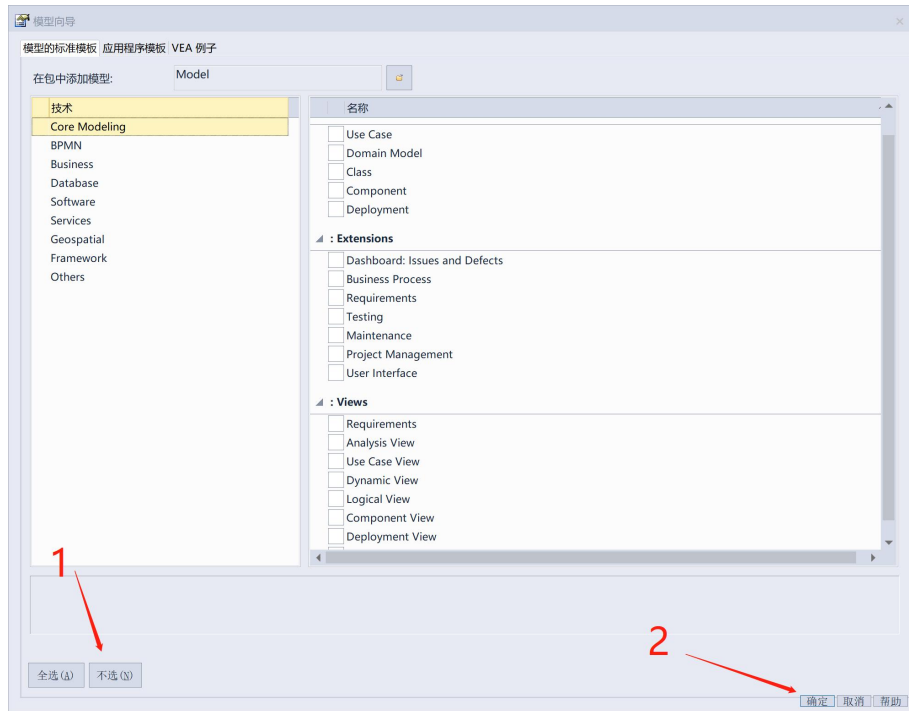 模型向导
模型的标准模板 应用程序模板 VEA 例子
在包中添加模型: Model
技术
Core Modeling
BPMN
Business
Database
Software
Services
Geospatial
Framework
Others
名称
Use Case
Domain Model
Class
Component
Deployment
: Extensions
Dashboard: Issues and Defects
Business Process
Requirements
Testing
Maintenance
Project Management
User Interface
: Views
Requirements
Analysis View
Use Case View
Dynamic View
Logical View
Component View
Deployment View
1
全选(A) 不选(N)
2
确定 取消 帮助